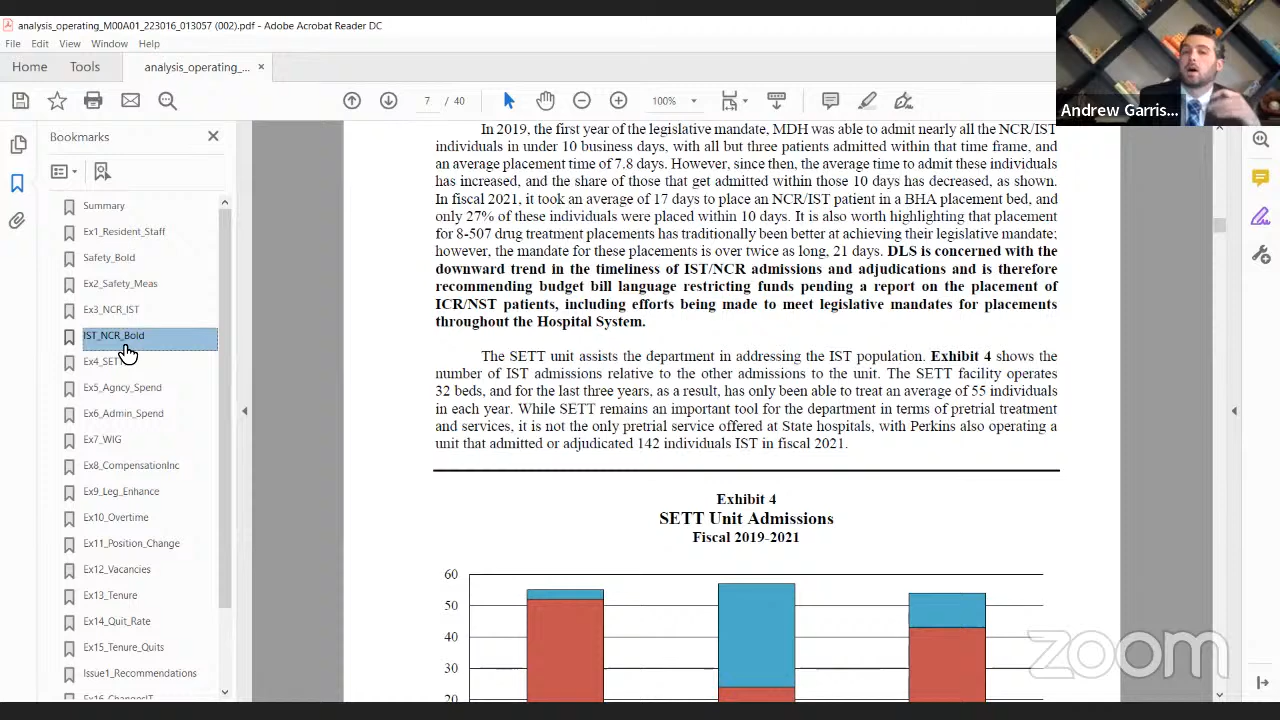 analysis_operating_M00A01_223016_013057 (002).pdf - Adobe Acrobat Reader DC
File Edit View Window Help
Home Tools analysis_operating_... ×
7 / 40 100%
Andrew Garris...
Bookmarks
Summary
Ex1_Resident_Staff
Safety_Bold
Ex2_Safety_Meas
Ex3_NCR_IST
IST_NCR_Bold
Ex4_SET
Ex5_Agncy_Spend
Ex6_Admin_Spend
Ex7_WIG
Ex8_CompensationInc
Ex9_Leg_Enhance
Ex10_Overtime
Ex11_Position_Change
Ex12_Vacancies
Ex13_Tenure
Ex14_Quit_Rate
Ex15_Tenure_Quits
Issue1_Recommendations
Ex16_ChangesIT
In 2019, the first year of the legislative mandate, MDH was able to admit nearly all the NCR/IST
individuals in under 10 business days, with all but three patients admitted within that time frame, and
an average placement time of 7.8 days. However, since then, the average time to admit these individuals
has increased, and the share of those that get admitted within those 10 days has decreased, as shown.
In fiscal 2021, it took an average of 17 days to place an NCR/IST patient in a BHA placement bed, and
only 27% of these individuals were placed within 10 days. It is also worth highlighting that placement
for 8-507 drug treatment placements has traditionally been better at achieving their legislative mandate;
however, the mandate for these placements is over twice as long, 21 days. DLS is concerned with the
downward trend in the timeliness of IST/NCR admissions and adjudications and is therefore
recommending budget bill language restricting funds pending a report on the placement of
ICR/NST patients, including efforts being made to meet legislative mandates for placements
throughout the Hospital System.
The SETT unit assists the department in addressing the IST population. Exhibit 4 shows the
number of IST admissions relative to the other admissions to the unit. The SETT facility operates
32 beds, and for the last three years, as a result, has only been able to treat an average of 55 individuals
in each year. While SETT remains an important tool for the department in terms of pretrial treatment
and services, it is not the only pretrial service offered at State hospitals, with Perkins also operating a
unit that admitted or adjudicated 142 individuals IST in fiscal 2021.
Exhibit 4
SETT Unit Admissions
Fiscal 2019-2021
60
50
40
30
20
zoom